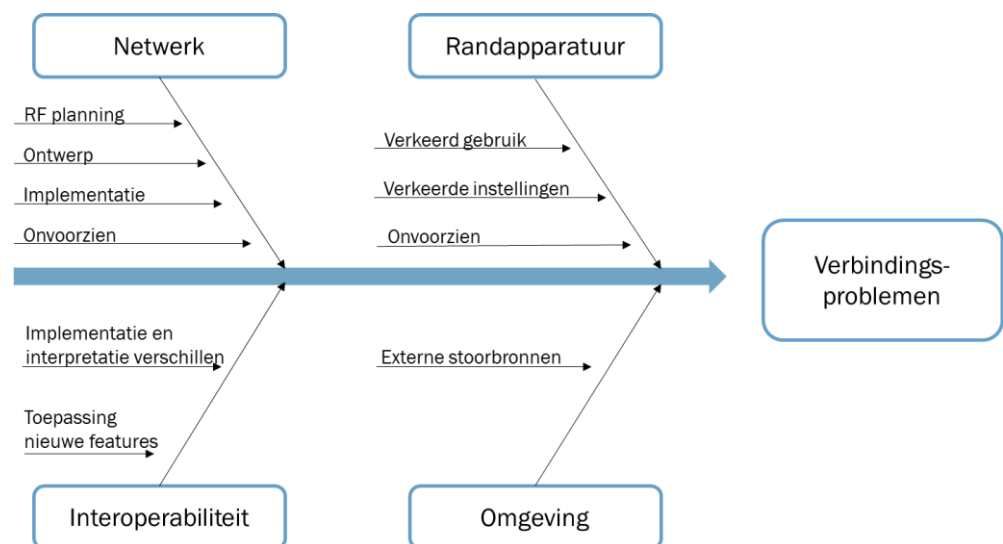 Netwerk
Randapparatuur
RF planning
Ontwerp
Implementatie
Onvoorzien
Verkeerd gebruik
Verkeerde instellingen
Onvoorzien
Verbindings-
problemen
Implementatie en
interpretatie verschillen
Toepassing
nieuwe features
Externe stoorbronnen
Interoperabiliteit
Omgeving